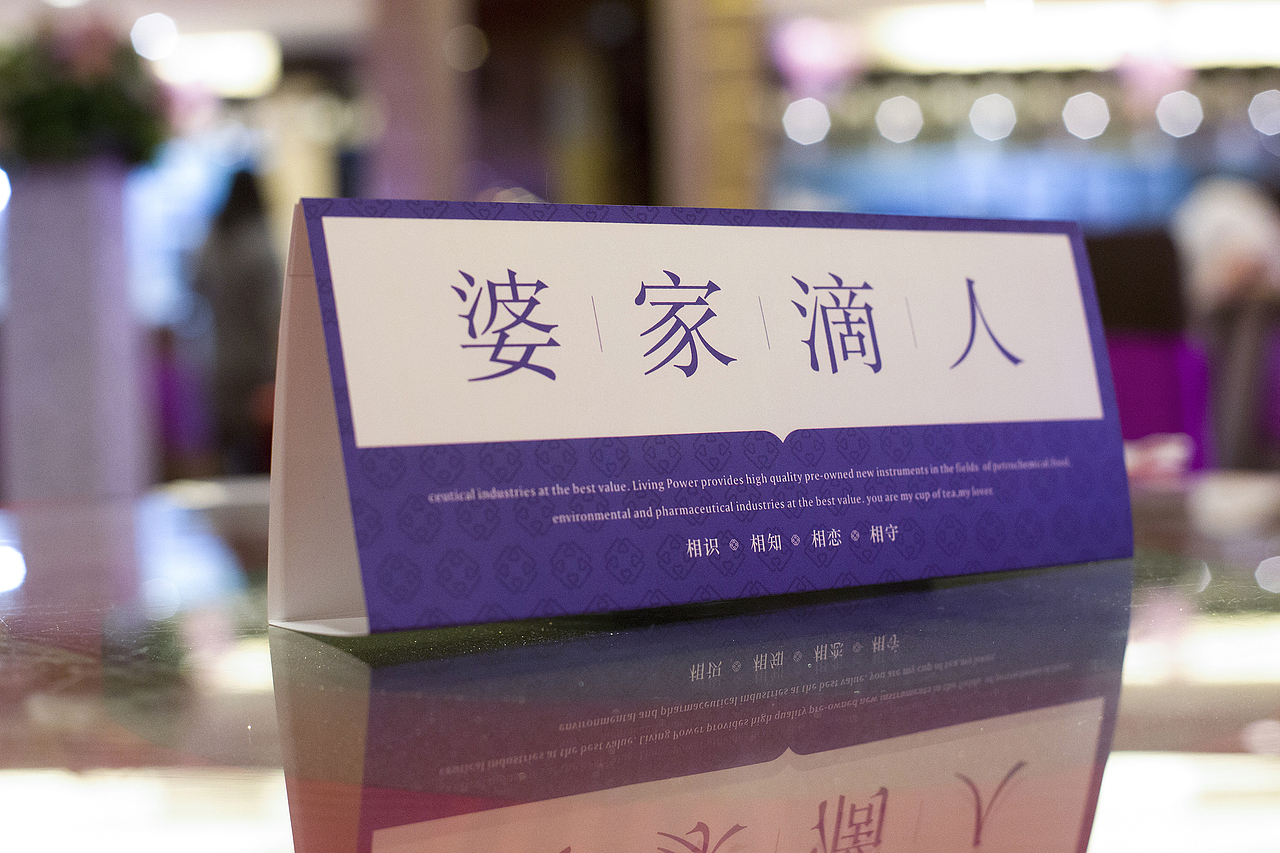 婆 家 滴 人
ceutical industries at the best value. Living Power provides high quality pre-owned new instruments in the fields of petrochemical food.
environmental and pharmaceutical industries at the best value. you are my cup of tea.my lover.
相识 相知 相恋 相守